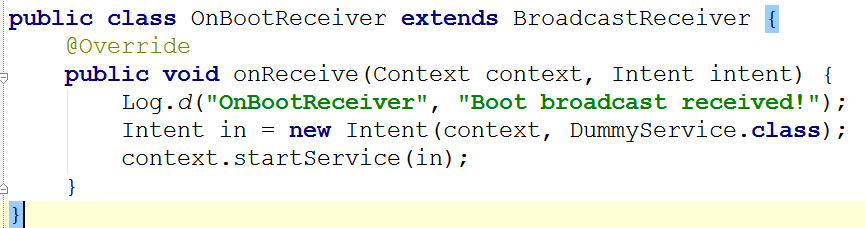 public class OnBootReceiver extends BroadcastReceiver {
    @Override
    public void onReceive(Context context, Intent intent) {
        Log.d("OnBootReceiver", "Boot broadcast received!");
        Intent in = new Intent(context, DummyService.class);
        context.startService(in);
    }
}